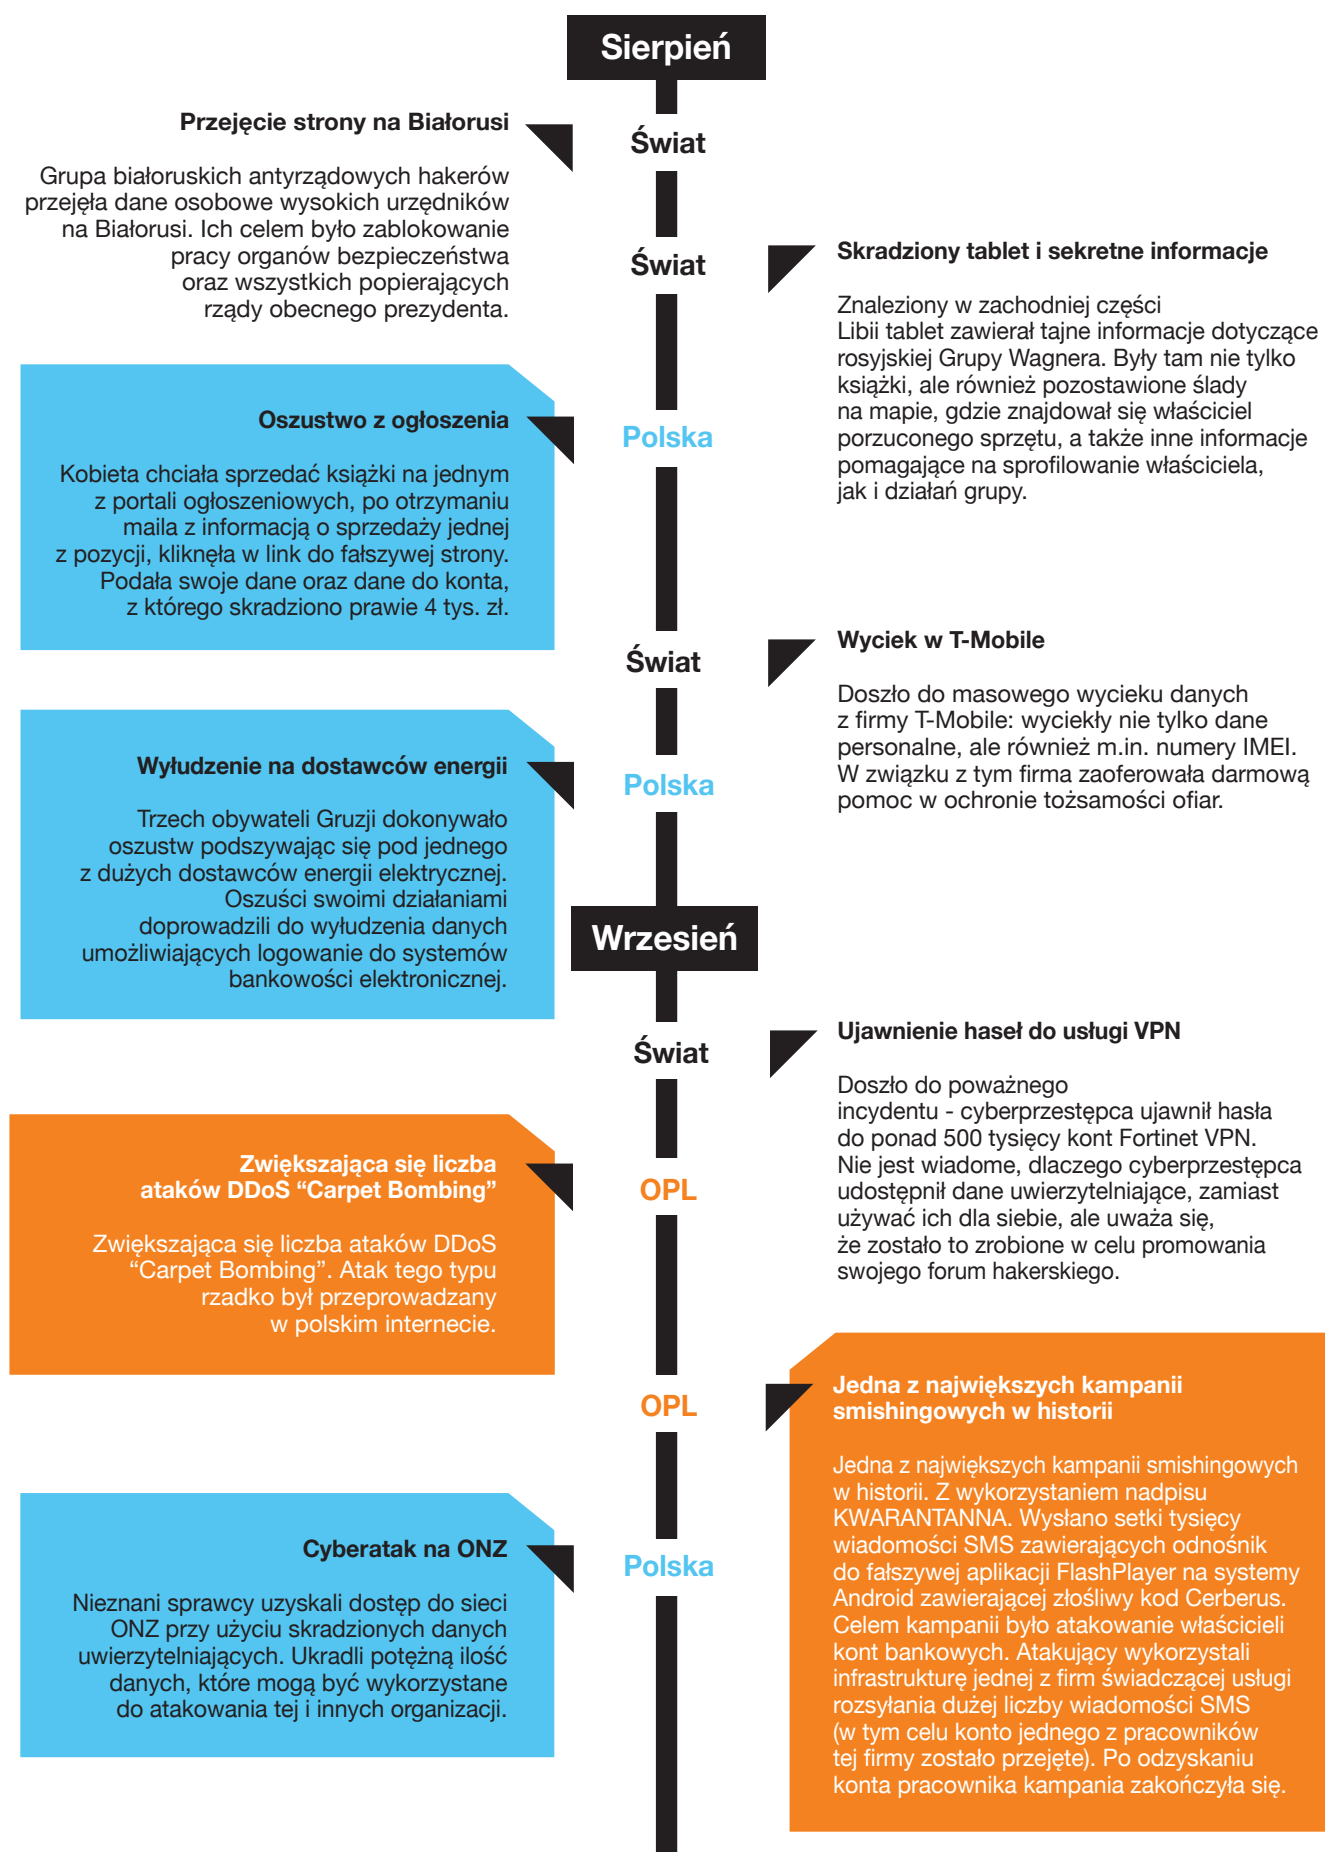 Sierpień
Świat
Przejęcie strony na Białorusi
Grupa białoruskich antyrządowych hakerów
przejęła dane osobowe wysokich urzędników
na Białorusi. Ich celem było zablokowanie
pracy organów bezpieczeństwa
oraz wszystkich popierających
rządy obecnego prezydenta.
Świat
Skradziony tablet i sekretne informacje
Znaleziony w zachodniej części
Libii tablet zawierał tajne informacje dotyczące
rosyjskiej Grupy Wagnera. Były tam nie tylko
książki, ale również pozostawione ślady
na mapie, gdzie znajdował się właściciel
porzuconego sprzętu, a także inne informacje
pomagające na sprofilowanie właściciela,
jak i działań grupy.
Polska
Oszustwo z ogłoszenia
Kobieta chciała sprzedać książki na jednym
z portali ogłoszeniowych, po otrzymaniu
maila z informacją o sprzedaży jednej
z pozycji, kliknęła w link do fałszywej strony.
Podała swoje dane oraz dane do konta,
z którego skradziono prawie 4 tys. zł.
Świat
Wyciek w T-Mobile
Doszło do masowego wycieku danych
z firmy T-Mobile: wyciekły nie tylko dane
personalne, ale również m.in. numery IMEI.
W związku z tym firma zaoferowała darmową
pomoc w ochronie tożsamości ofiar.
Polska
Wyłudzenie na dostawców energii
Trzech obywateli Gruzji dokonywało
oszustw podszywając się pod jednego
z dużych dostawców energii elektrycznej.
Oszuści swoimi działaniami
doprowadzili do wyłudzenia danych
umożliwiających logowanie do systemów
bankowości elektronicznej.
Wrzesień
Świat
Ujawnienie haseł do usługi VPN
Doszło do poważnego
incydentu - cyberprzestępca ujawnił hasła
do ponad 500 tysięcy kont Fortinet VPN.
Nie jest wiadome, dlaczego cyberprzestępca
udostępnił dane uwierzytelniające, zamiast
używać ich dla siebie, ale uważa się,
że zostało to zrobione w celu promowania
swojego forum hakerskiego.
OPL
Zwiększająca się liczba
ataków DDoS “Carpet Bombing”
Zwiększająca się liczba ataków DDoS
“Carpet Bombing”. Atak tego typu
rzadko był przeprowadzany
w polskim internecie.
OPL
Jedna z największych kampanii
smishingowych w historii
Jedna z największych kampanii smishingowych
w historii. Z wykorzystaniem nadpisu
KWARANTANNA. Wysłano setki tysięcy
wiadomości SMS zawierających odnośnik
do fałszywej aplikacji FlashPlayer na systemy
Android zawierającej złośliwy kod Cerberus.
Celem kampanii było atakowanie właścicieli
kont bankowych. Atakujący wykorzystali
infrastrukturę jednej z firm świadczącej usługi
rozsyłania dużej liczby wiadomości SMS
(w tym celu konto jednego z pracowników
tej firmy zostało przejęte). Po odzyskaniu
konta pracownika kampania zakończyła się.
Polska
Cyberatak na ONZ
Nieznani sprawcy uzyskali dostęp do sieci
ONZ przy użyciu skradzionych danych
uwierzytelniających. Ukradli potężną ilość
danych, które mogą być wykorzystane
do atakowania tej i innych organizacji.